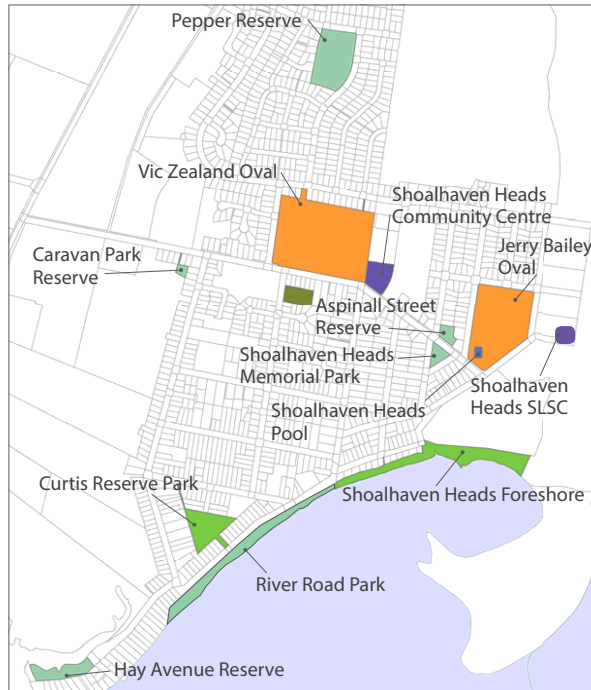 Pepper Reserve
Vic Zealand Oval
Shoalhaven Heads
Community Centre
Jerry Bailey
Oval
Caravan Park
Reserve
Aspinall Street
Reserve
Shoalhaven Heads
Memorial Park
Shoalhaven
Heads SLSC
Shoalhaven Heads
Pool
Curtis Reserve Park
Shoalhaven Heads Foreshore
River Road Park
Hay Avenue Reserve